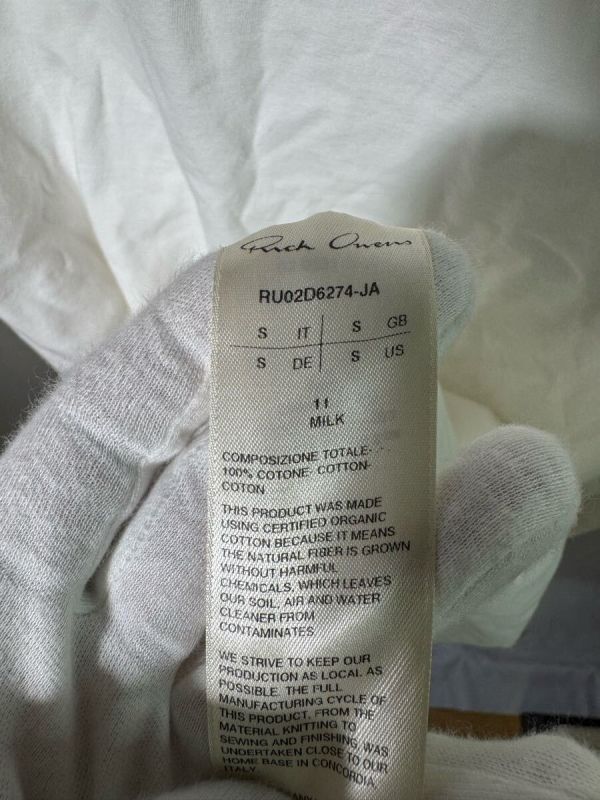 Rick Owens
RU02D6274-JA
S IT S GB
S DE S US
11
MILK
COMPOSIZIONE TOTALE-
100% COTONE- COTTON-
COTON
THIS PRODUCT WAS MADE
USING CERTIFIED ORGANIC
COTTON BECAUSE IT MEANS
THE NATURAL FIBER IS GROWN
WITHOUT HARMFUL
CHEMICALS, WHICH LEAVES
OUR SOIL, AIR AND WATER
CLEANER FROM
CONTAMINATES.
WE STRIVE TO KEEP OUR
PRODUCTION AS LOCAL AS
POSSIBLE. THE FULL
MANUFACTURING CYCLE OF
THIS PRODUCT, FROM THE
MATERIAL KNITTING TO
SEWING AND FINISHING, WAS
UNDERTAKEN CLOSE TO OUR
HOME BASE IN CONCORDIA,
ITALY.